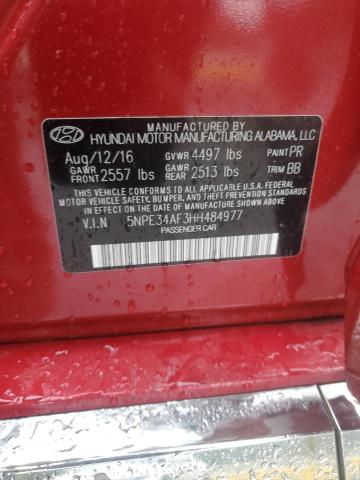 MANUFACTURED BY
HYUNDAI MOTOR MANUFACTURING ALABAMA, LLC
Aug/12/16 GVWR 4497 lbs PAINT PR
GAWR FRONT 2557 lbs GAWR REAR 2513 lbs TRIM BB
THIS VEHICLE CONFORMS TO ALL APPLICABLE U.S.A FEDERAL
MOTOR VEHICLE SAFETY, BUMPER, AND THEFT PREVENTION
STANDARDS IN EFFECT ON THE DATE OF MANUFACTURE SHOWN ABOVE.
V.I.N 5NPE34AF3HH484977
PASSENGER CAR